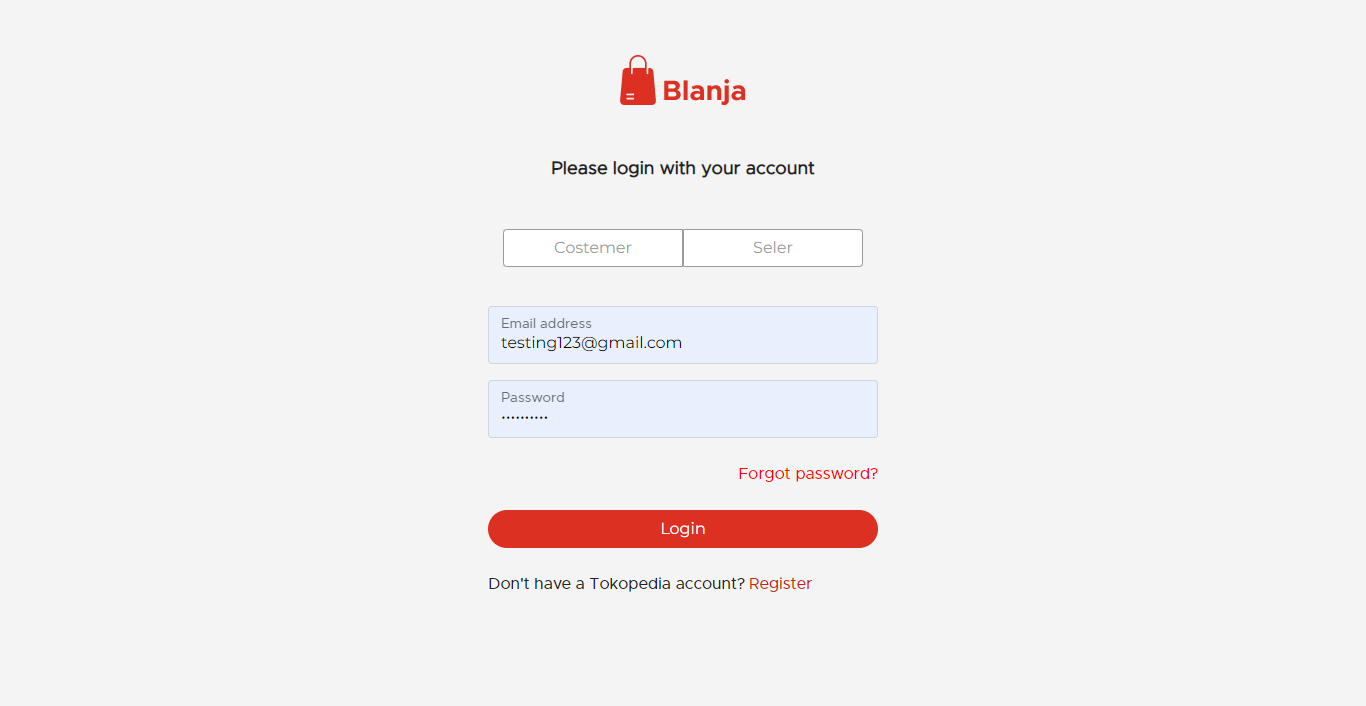 Blanja
Please login with your account
Costemer Seler
Email address
testing123@gmail.com
Password
••••••••••
Forgot password?
Login
Don't have a Tokopedia account? Register